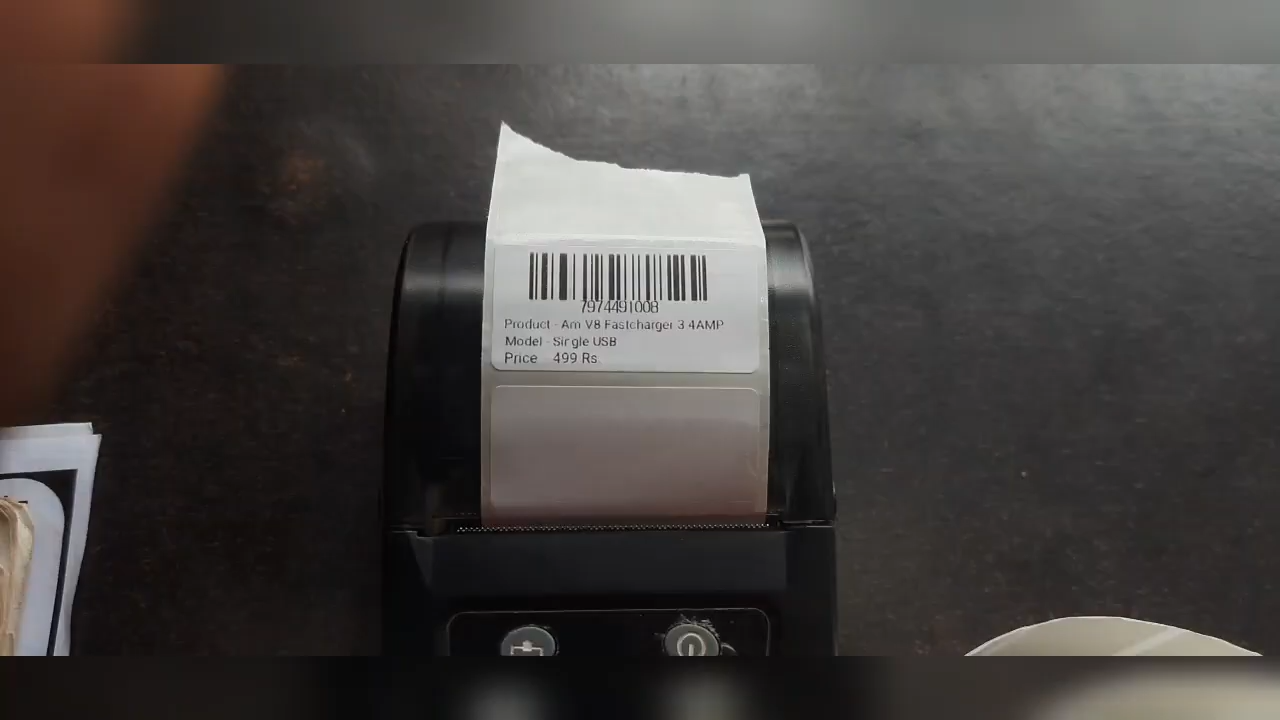 7974491008
Product - Am V8 Fastcharger 3.4AMP
Model - Single USB
Price 499 Rs.